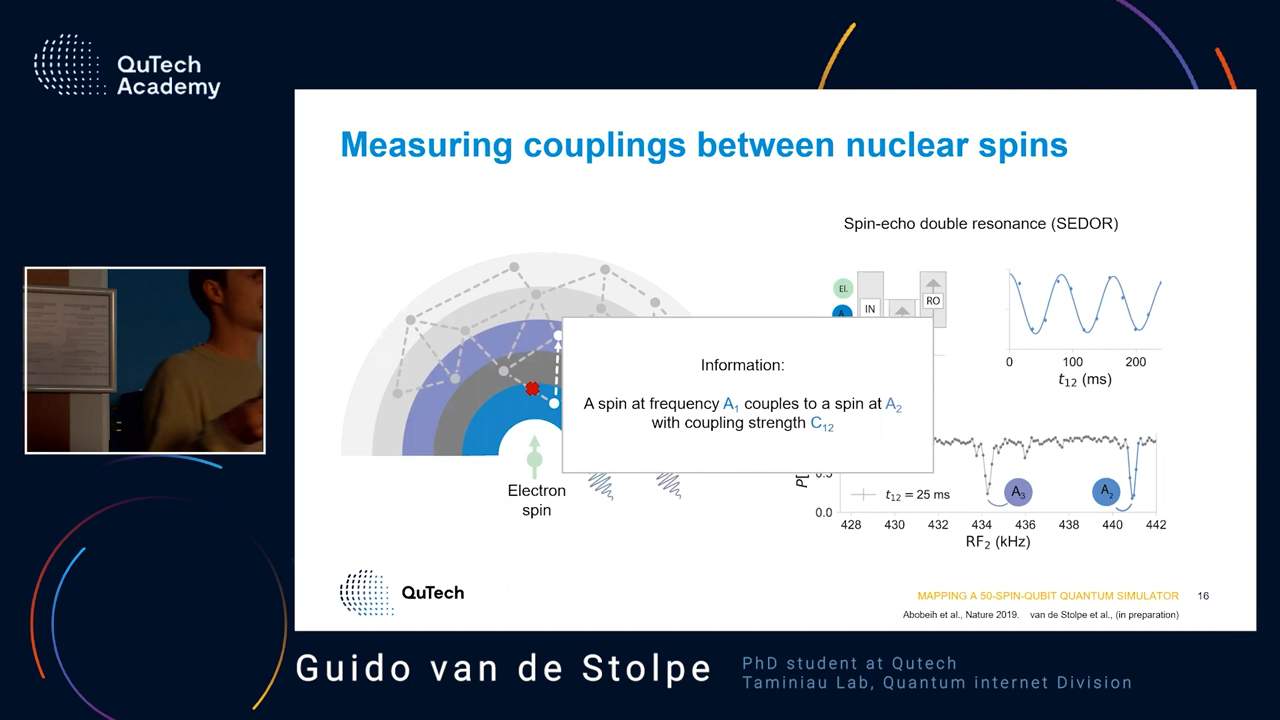 QuTech
Academy
Measuring couplings between nuclear spins
Spin-echo double resonance (SEDOR)
El.
IN
RO
A
0
100
200
t12 (ms)
Information:
A spin at frequency A1 couples to a spin at A2
with coupling strength C12
Electron
spin
P[
0.5
0.0
t12 = 25 ms
A3
A2
428
430
432
434
436
438
440
442
RF2 (kHz)
QuTech
MAPPING A 50-SPIN-QUBIT QUANTUM SIMULATOR
16
Abobeih et al., Nature 2019. van de Stolpe et al., (in preparation)
Guido van de Stolpe
PhD student at Qutech
Taminiau Lab, Quantum internet Division